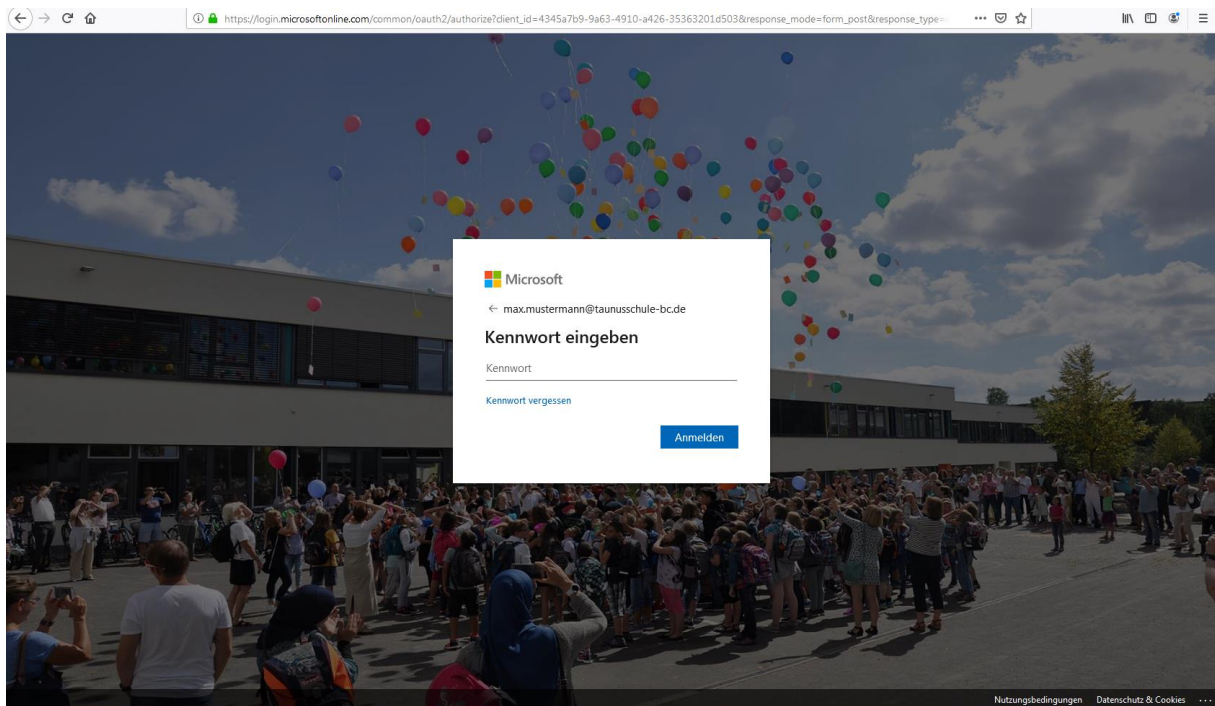 https://login.microsoftonline.com/common/oauth2/authorize?client_id=4345a7b9-9a63-4910-a426-35363201d503&response_mode=form_post&response_type=
Microsoft
← max.mustermann@taunusschule-bc.de
Kennwort eingeben
Kennwort
Kennwort vergessen
Anmelden
Nutzungsbedingungen Datenschutz & Cookies ...